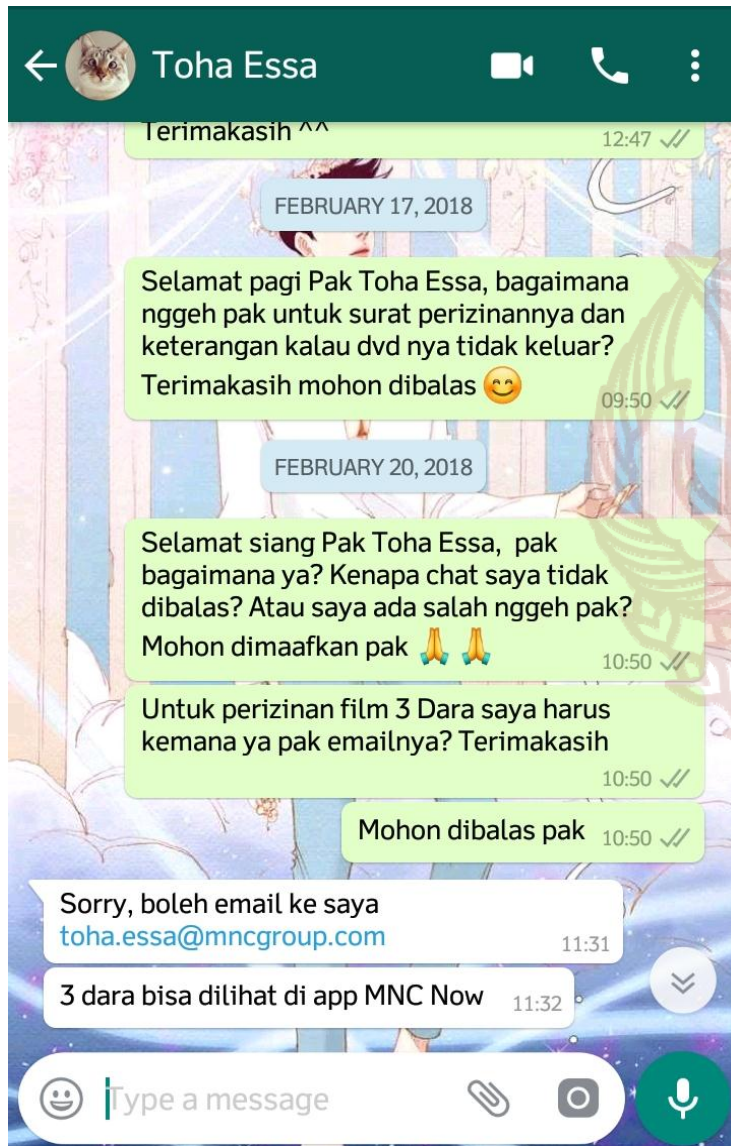 Toha Essa
Terimakasih ^^
12:47
FEBRUARY 17, 2018
Selamat pagi Pak Toha Essa, bagaimana
nggeh pak untuk surat perizinannya dan
keterangan kalau dvd nya tidak keluar?
Terimakasih mohon dibalas 😊
09:50
FEBRUARY 20, 2018
Selamat siang Pak Toha Essa,  pak
bagaimana ya? Kenapa chat saya tidak
dibalas? Atau saya ada salah nggeh pak?
Mohon dimaafkan pak 🙏 🙏
10:50
Untuk perizinan film 3 Dara saya harus
kemana ya pak emailnya? Terimakasih
10:50
Mohon dibalas pak 10:50
Sorry, boleh email ke saya
toha.essa@mncgroup.com
11:31
3 dara bisa dilihat di app MNC Now 11:32
Type a message